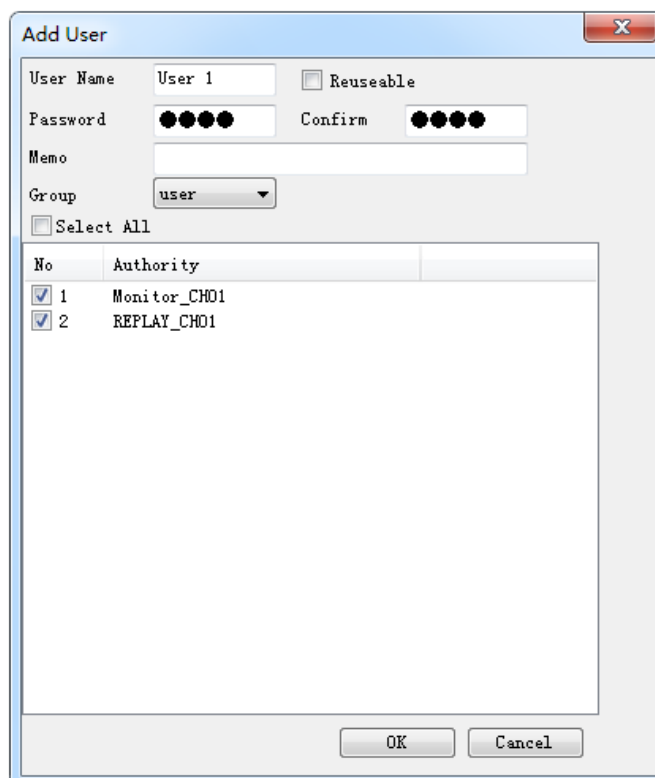 Add User
User Name User 1 Reuseable
Password ●●●● Confirm ●●●●
Memo
Group user
Select All
No Authority
1 Monitor_CH01
2 REPLAY_CH01
OK Cancel